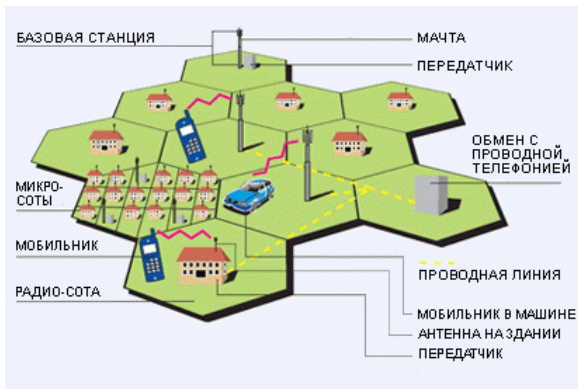 БАЗОВАЯ СТАНЦИЯ
МАЧТА
ПЕРЕДАТЧИК
ОБМЕН С
ПРОВОДНОЙ
ТЕЛЕФОНИЕЙ
МИКРО-
СОТЫ
МОБИЛЬНИК
ПРОВОДНАЯ ЛИНИЯ
РАДИО-СОТА
МОБИЛЬНИК В МАШИНЕ
АНТЕННА НА ЗДАНИИ
ПЕРЕДАТЧИК